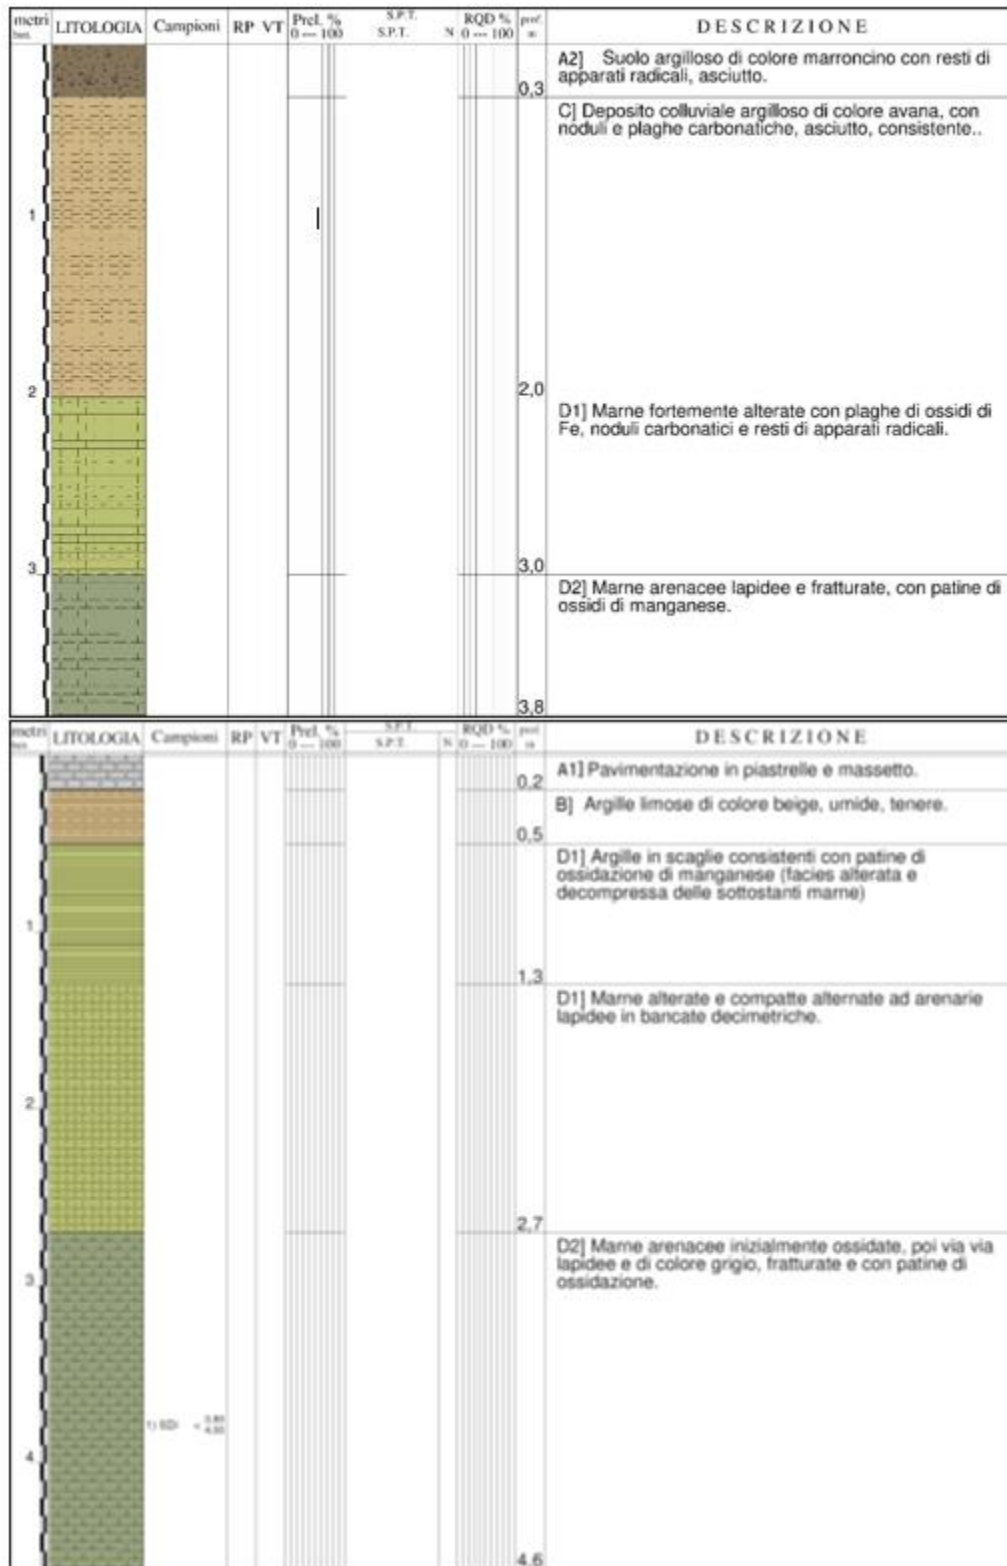 metri LITOLOGIA Campioni RP VT Prel. % 0 --- 100 S.P.T. S.P.T. N RQD % 0 --- 100 prof. m DESCRIZIONE
A2] Suolo argilloso di colore marroncino con resti di
apparati radicali, asciutto.
0,3
C] Deposito colluviale argilloso di colore avana, con
noduli e plaghe carbonatiche, asciutto, consistente..
1
2
2,0
D1] Marne fortemente alterate con plaghe di ossidi di
Fe, noduli carbonatici e resti di apparati radicali.
3
3,0
D2] Marne arenacee lapidee e fratturate, con patine di
ossidi di manganese.
3,8
metri LITOLOGIA Campioni RP VT Prel. % 0 --- 100 S.P.T. S.P.T. N RQD % 0 --- 100 prof. m DESCRIZIONE
A1] Pavimentazione in piastrelle e massetto.
0,2
B] Argille limose di colore beige, umide, tenere.
0,5
D1] Argille in scaglie consistenti con patine di
ossidazione di manganese (facies alterata e
decompressa delle sottostanti marne)
1
1,3
D1] Marne alterate e compatte alternate ad arenarie
lapidee in bancate decimetriche.
2
2,7
D2] Marne arenacee inizialmente ossidate, poi via via
lapidee e di colore grigio, fratturate e con patine di
ossidazione.
3
4
4,6